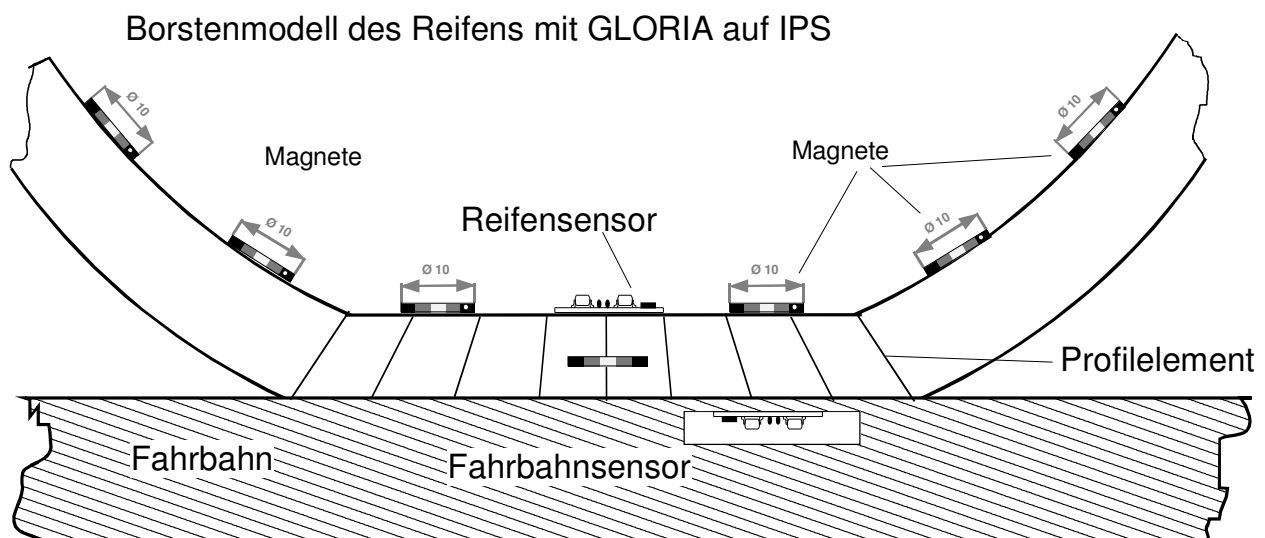 Borstenmodell des Reifens mit GLORIA auf IPS
Ø 10
Ø 10
Magnete
Magnete
Reifensensor
Ø 10
Ø 10
Ø 10
Ø 10
Profilelement
Fahrbahn
Fahrbahnsensor